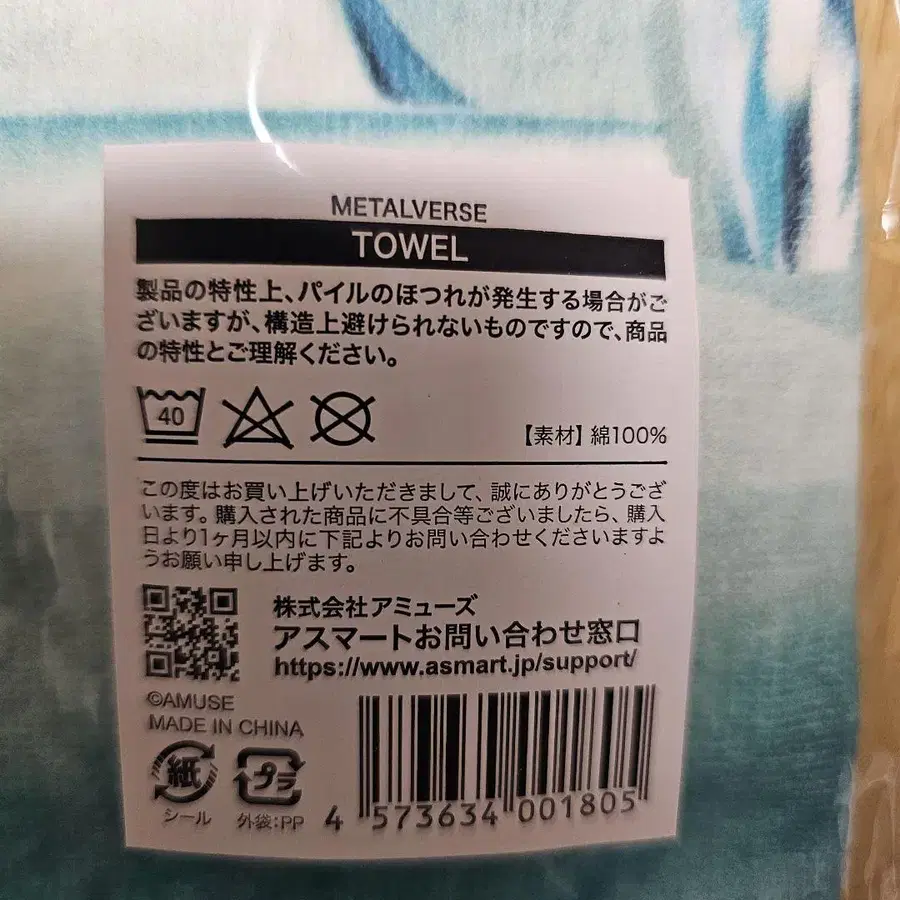 METALVERSE
TOWEL
製品の特性上、パイルのほつれが発生する場合がご
ざいますが、構造上避けられないものですので、商品
の特性とご理解ください。
40
【素材】綿100%
この度はお買い上げいただきまして、誠にありがとうござ
います。購入された商品に不具合等ございましたら、購入
日より1ヶ月以内に下記よりお問い合わせくださいますよ
うお願い申し上げます。
株式会社アミューズ
アスマートお問い合わせ窓口
https://www.asmart.jp/support/
©AMUSE
MADE IN CHINA
紙 プラ
シール 外袋:PP
4 573634 001805